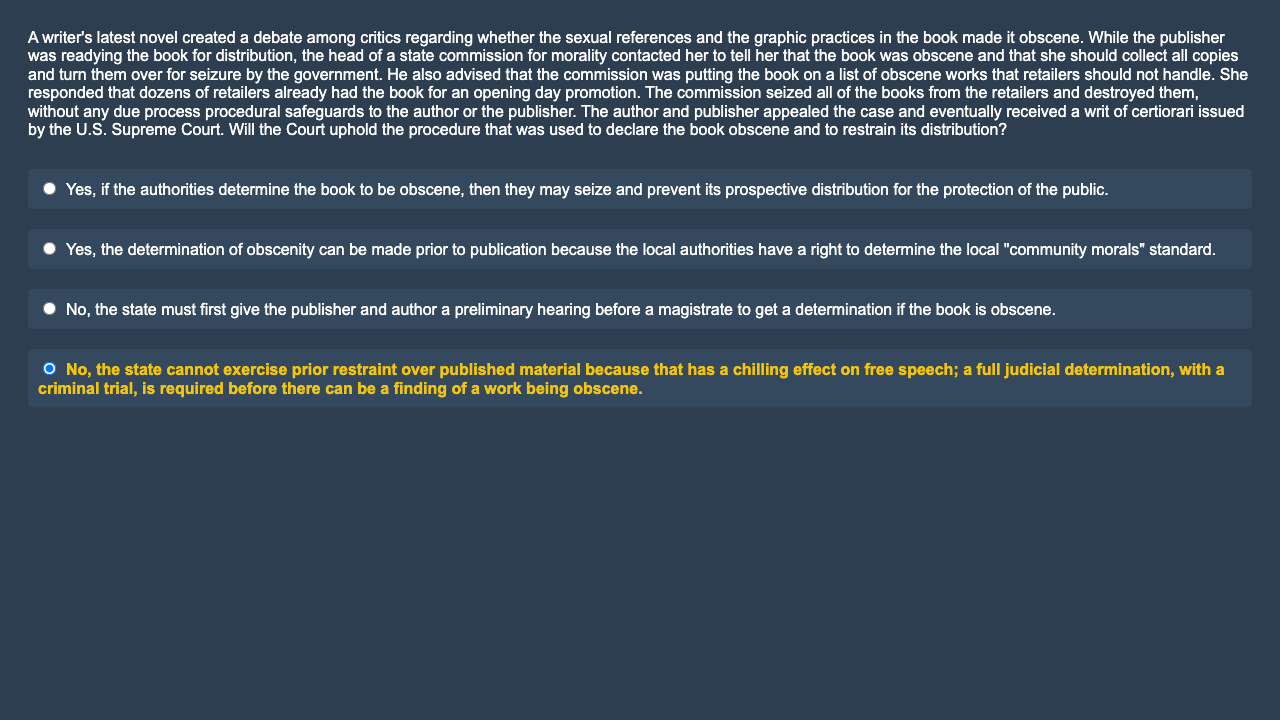 A writer's latest novel created a debate among critics regarding whether the sexual references and the graphic practices in the book made it obscene. While the publisher
was readying the book for distribution, the head of a state commission for morality contacted her to tell her that the book was obscene and that she should collect all copies
and turn them over for seizure by the government. He also advised that the commission was putting the book on a list of obscene works that retailers should not handle. She
responded that dozens of retailers already had the book for an opening day promotion. The commission seized all of the books from the retailers and destroyed them,
without any due process procedural safeguards to the author or the publisher. The author and publisher appealed the case and eventually received a writ of certiorari issued
by the U.S. Supreme Court. Will the Court uphold the procedure that was used to declare the book obscene and to restrain its distribution?
Yes, if the authorities determine the book to be obscene, then they may seize and prevent its prospective distribution for the protection of the public.
Yes, the determination of obscenity can be made prior to publication because the local authorities have a right to determine the local "community morals" standard.
No, the state must first give the publisher and author a preliminary hearing before a magistrate to get a determination if the book is obscene.
No, the state cannot exercise prior restraint over published material because that has a chilling effect on free speech; a full judicial determination, with a
criminal trial, is required before there can be a finding of a work being obscene.